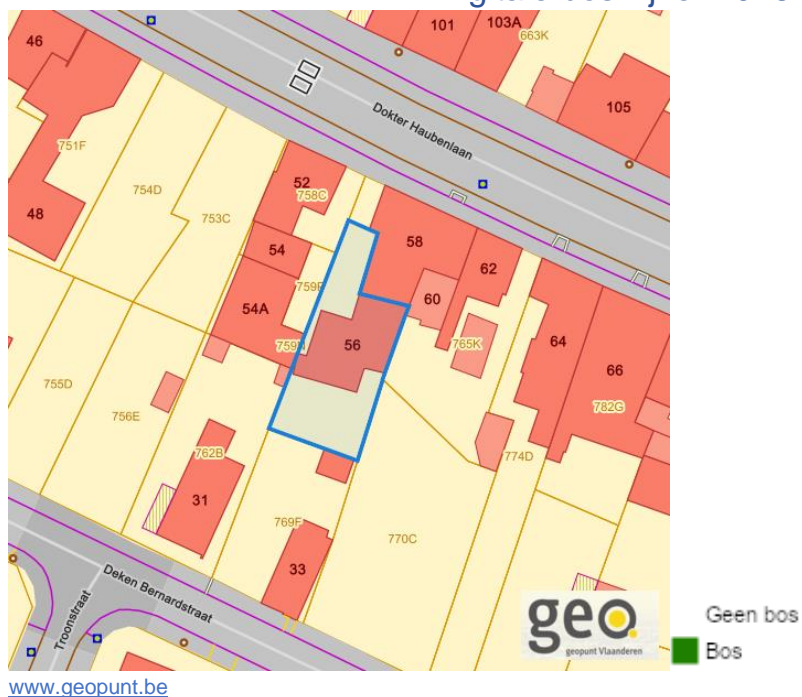 46
101
103A
663K
105
751F
Dokter Haubenlaan
754D
52
758C
48
753C
54
58
62
759P
54A
60
56
759N
765K
64
66
755D
782G
756E
762B
774D
31
769F
770C
33
Deken Bernardstraat
Troonstraat
geo
geopunt Vlaanderen
Geen bos
Bos
www.geopunt.be